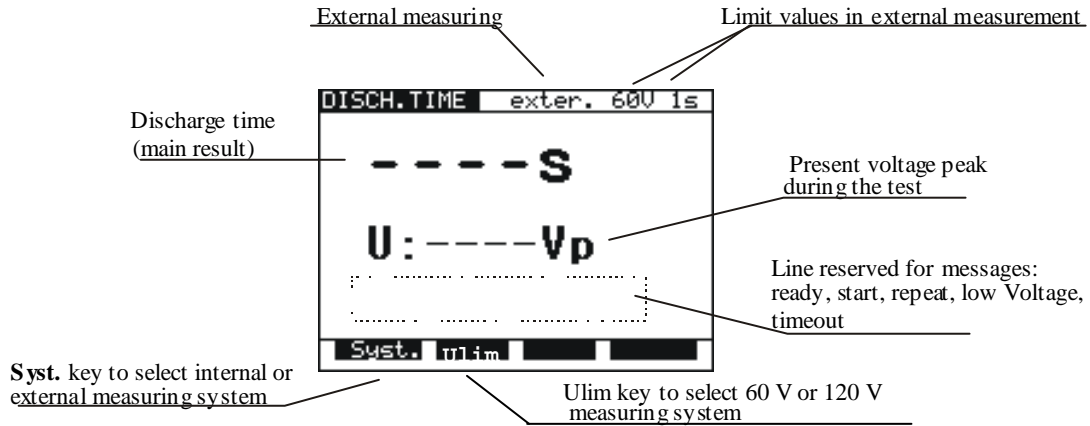 External measuring
Limit values in external measurement
DISCH.TIME exter. 60V 1s
Discharge time
(main result)
----S
Present voltage peak
during the test
U:----Vp
Line reserved for messages:
ready, start, repeat, low Voltage,
timeout
Syst. Ulim
Syst. key to select internal or
external measuring system
Ulim key to select 60 V or 120 V
measuring system